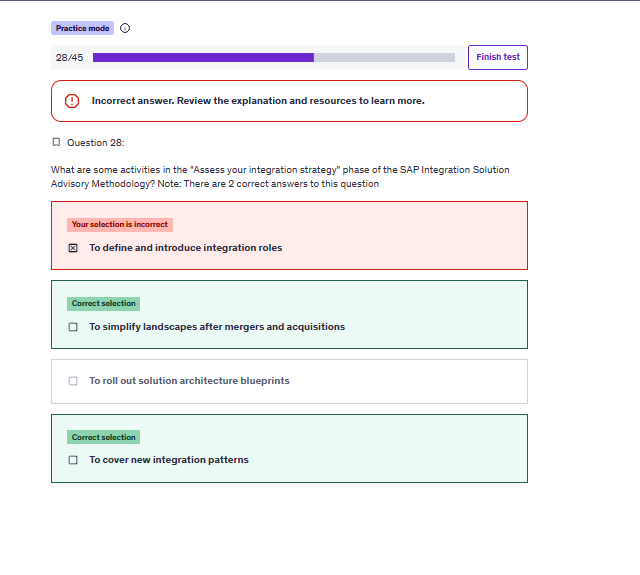 Practice mode
28/45
Finish test
Incorrect answer. Review the explanation and resources to learn more.
Question 28:
What are some activities in the "Assess your integration strategy" phase of the SAP Integration Solution
Advisory Methodology? Note: There are 2 correct answers to this question
Your selection is incorrect
To define and introduce integration roles
Correct selection
To simplify landscapes after mergers and acquisitions
To roll out solution architecture blueprints
Correct selection
To cover new integration patterns